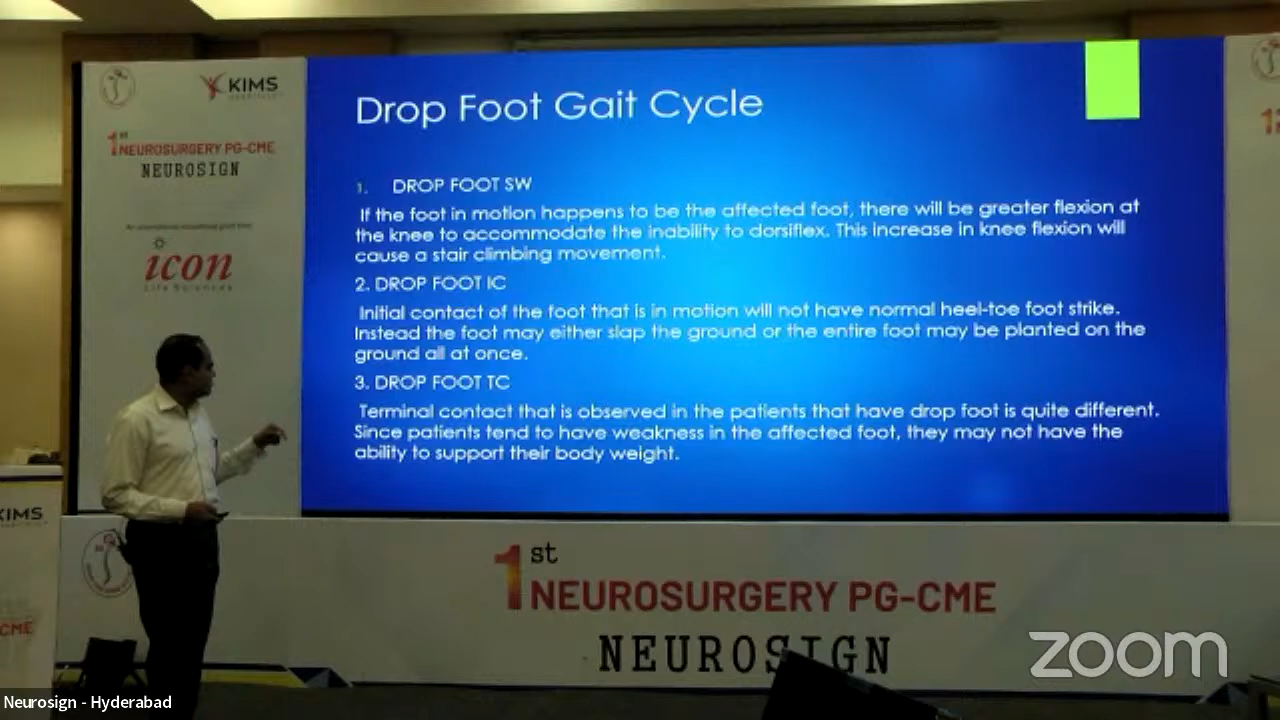 KIMS
HOSPITALS
1st
NEUROSURGERY PG-CME
NEUROSIGN
icon
Life Sciences
Drop Foot Gait Cycle
1. DROP FOOT SW
If the foot in motion happens to be the affected foot, there will be greater flexion at
the knee to accommodate the inability to dorsiflex. This increase in knee flexion will
cause a stair climbing movement.
2. DROP FOOT IC
Initial contact of the foot that is in motion will not have normal heel-toe foot strike.
Instead the foot may either slap the ground or the entire foot may be planted on the
ground all at once.
3. DROP FOOT TC
Terminal contact that is observed in the patients that have drop foot is quite different.
Since patients tend to have weakness in the affected foot, they may not have the
ability to support their body weight.
KIMS
CME
1st
NEUROSURGERY PG-CME
NEUROSIGN
zoom
Neurosign - Hyderabad